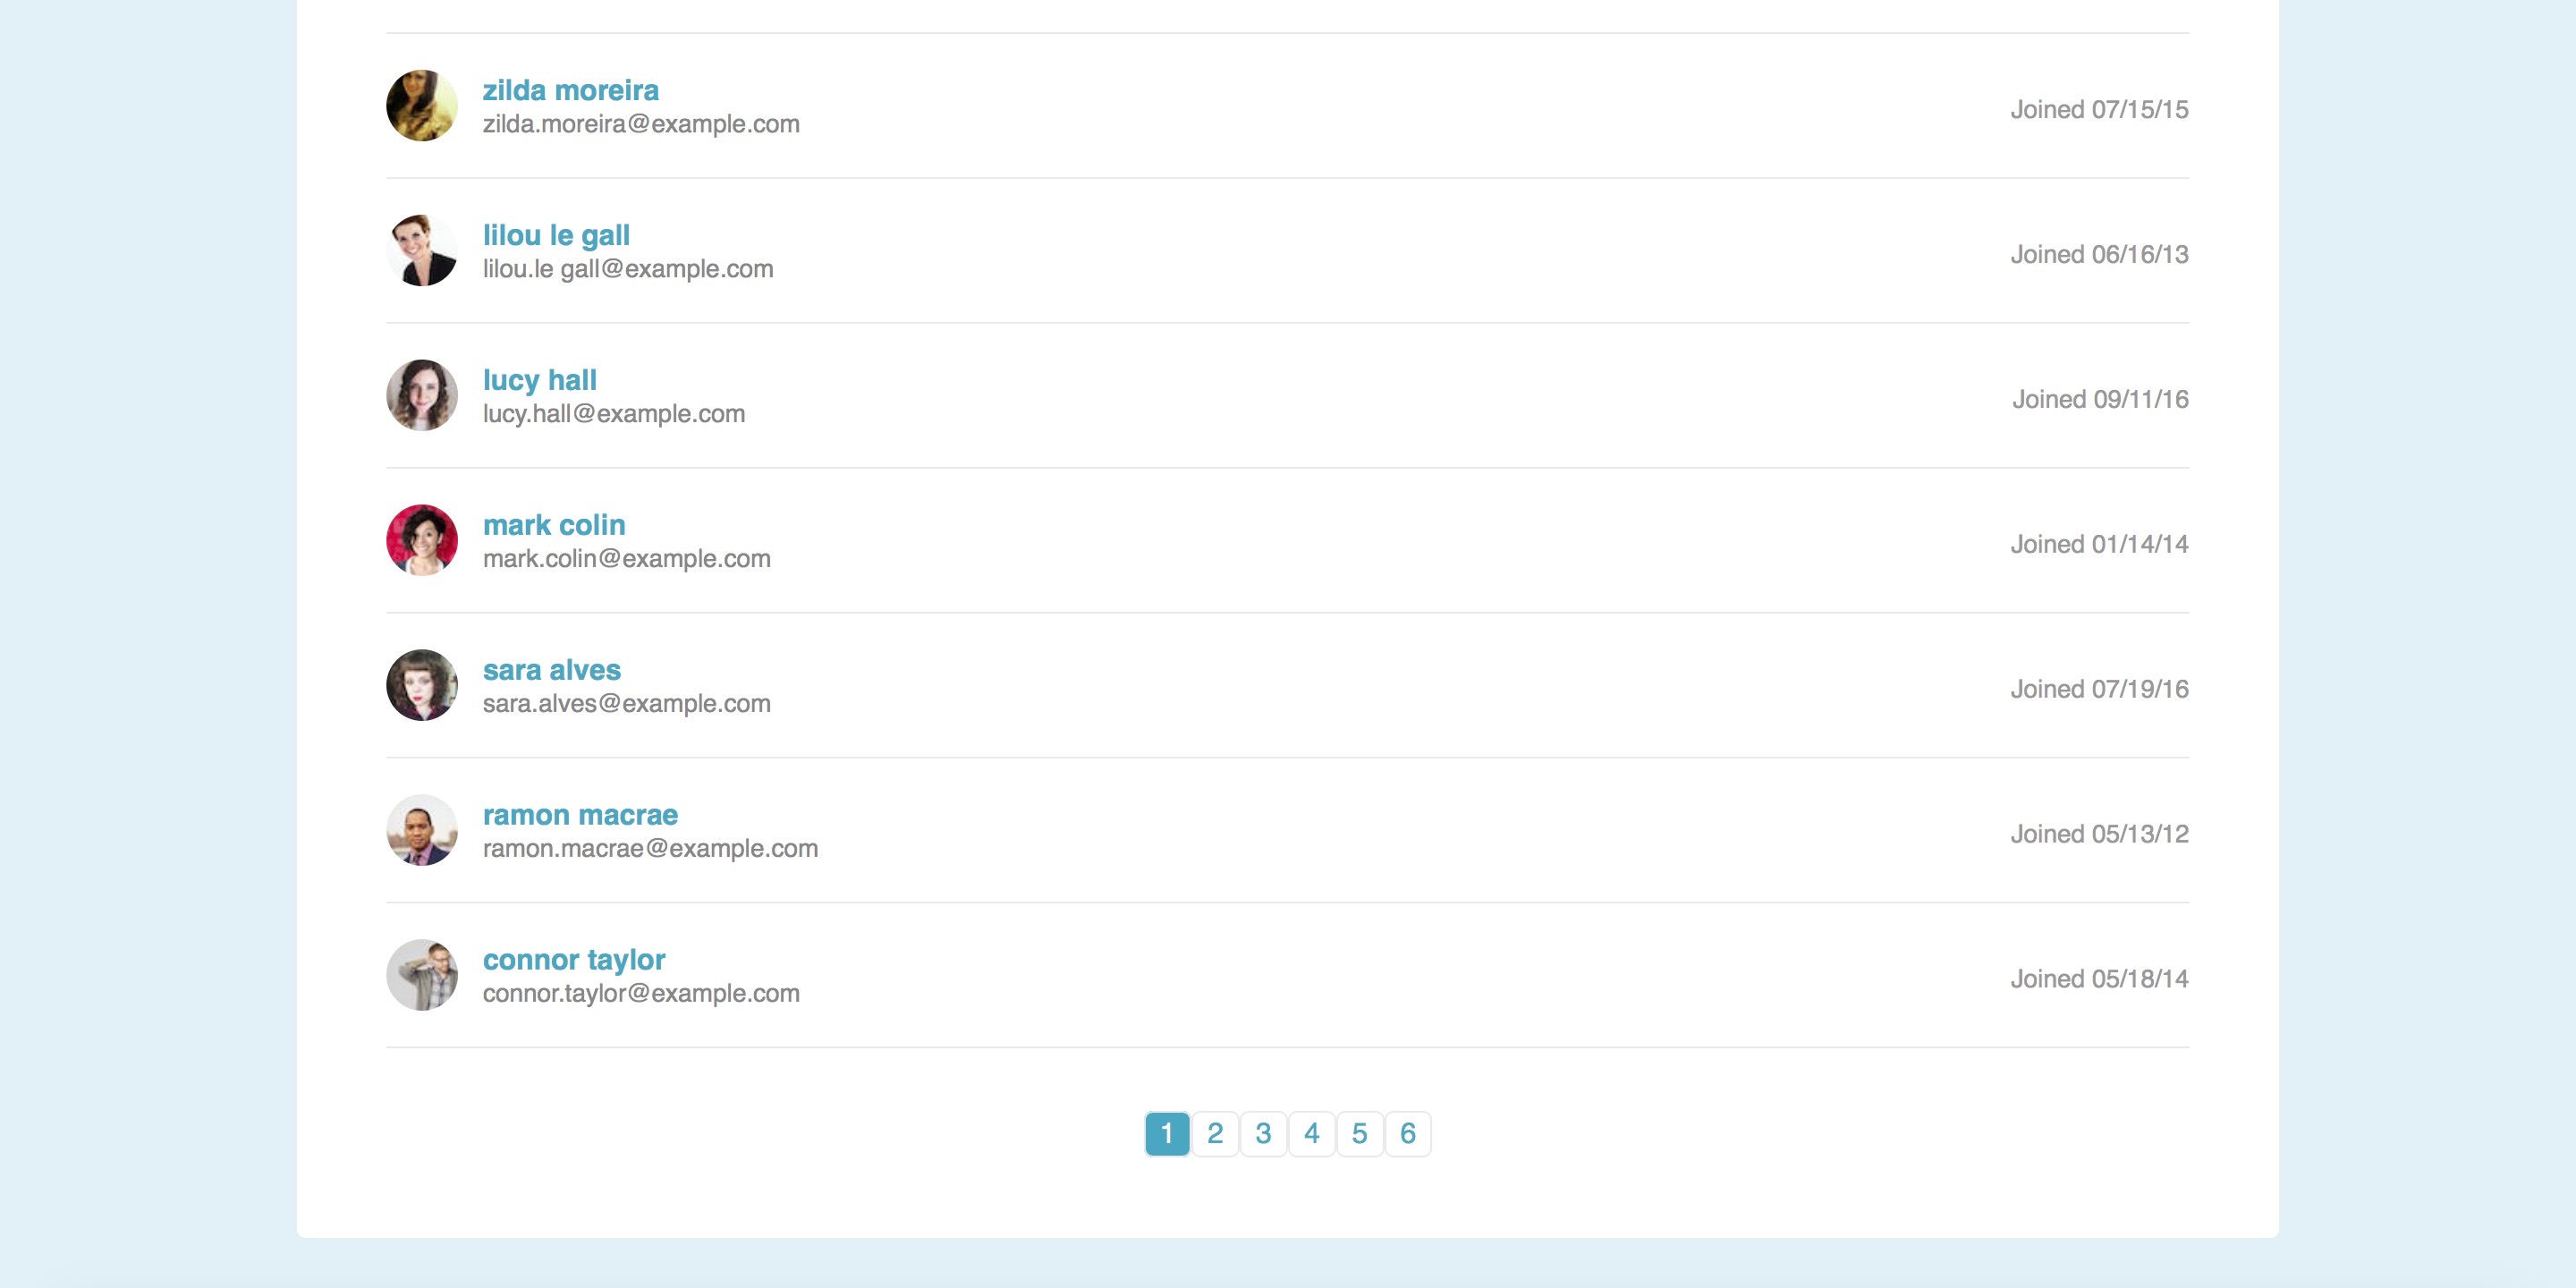 zilda moreira
zilda.moreira@example.com
Joined 07/15/15
lilou le gall
lilou.le gall@example.com
Joined 06/16/13
lucy hall
lucy.hall@example.com
Joined 09/11/16
mark colin
mark.colin@example.com
Joined 01/14/14
sara alves
sara.alves@example.com
Joined 07/19/16
ramon macrae
ramon.macrae@example.com
Joined 05/13/12
connor taylor
connor.taylor@example.com
Joined 05/18/14
1 2 3 4 5 6